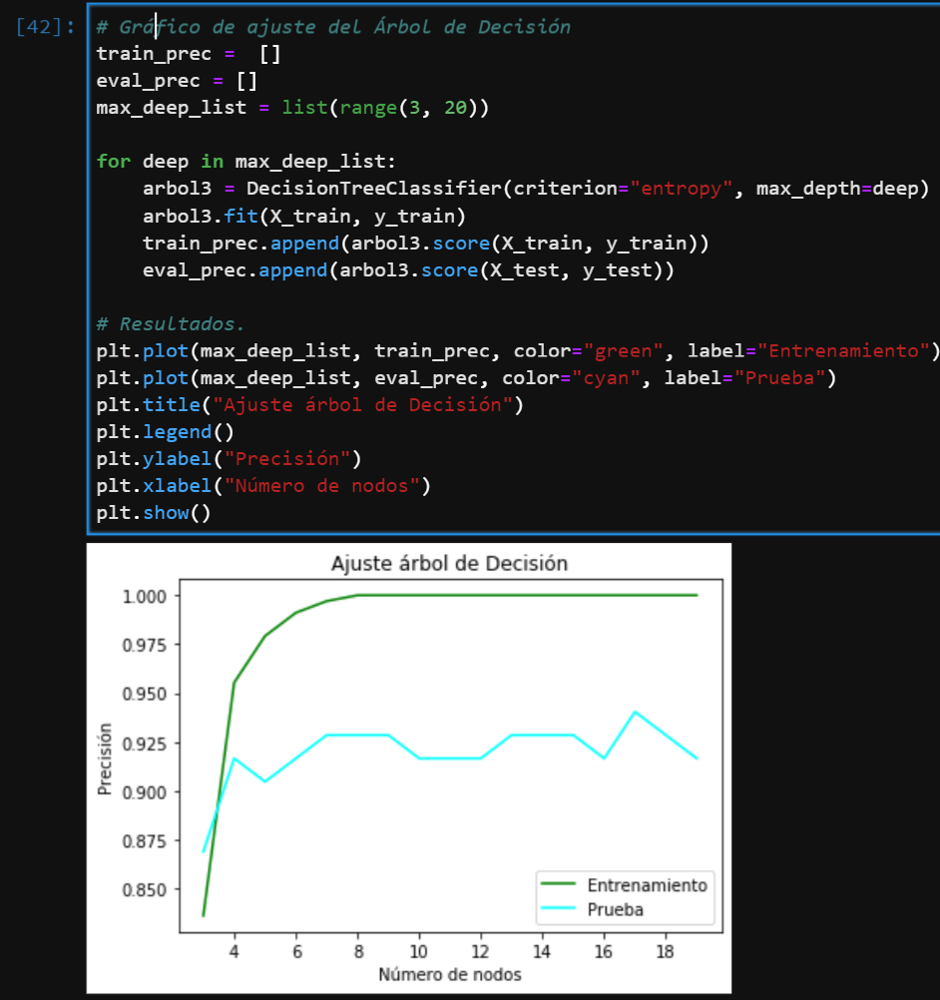 [42]:
# Gráfico de ajuste del Árbol de Decisión
train_prec =  []
eval_prec = []
max_deep_list = list(range(3, 20))
for deep in max_deep_list:
    arbol3 = DecisionTreeClassifier(criterion="entropy", max_depth=deep)
    arbol3.fit(X_train, y_train)
    train_prec.append(arbol3.score(X_train, y_train))
    eval_prec.append(arbol3.score(X_test, y_test))
# Resultados.
plt.plot(max_deep_list, train_prec, color="green", label="Entrenamiento")
plt.plot(max_deep_list, eval_prec, color="cyan", label="Prueba")
plt.title("Ajuste árbol de Decisión")
plt.legend()
plt.ylabel("Precisión")
plt.xlabel("Número de nodos")
plt.show()
Ajuste árbol de Decisión
Precisión
1.000
0.975
0.950
0.925
0.900
0.875
0.850
Entrenamiento
Prueba
4 6 8 10 12 14 16 18
Número de nodos